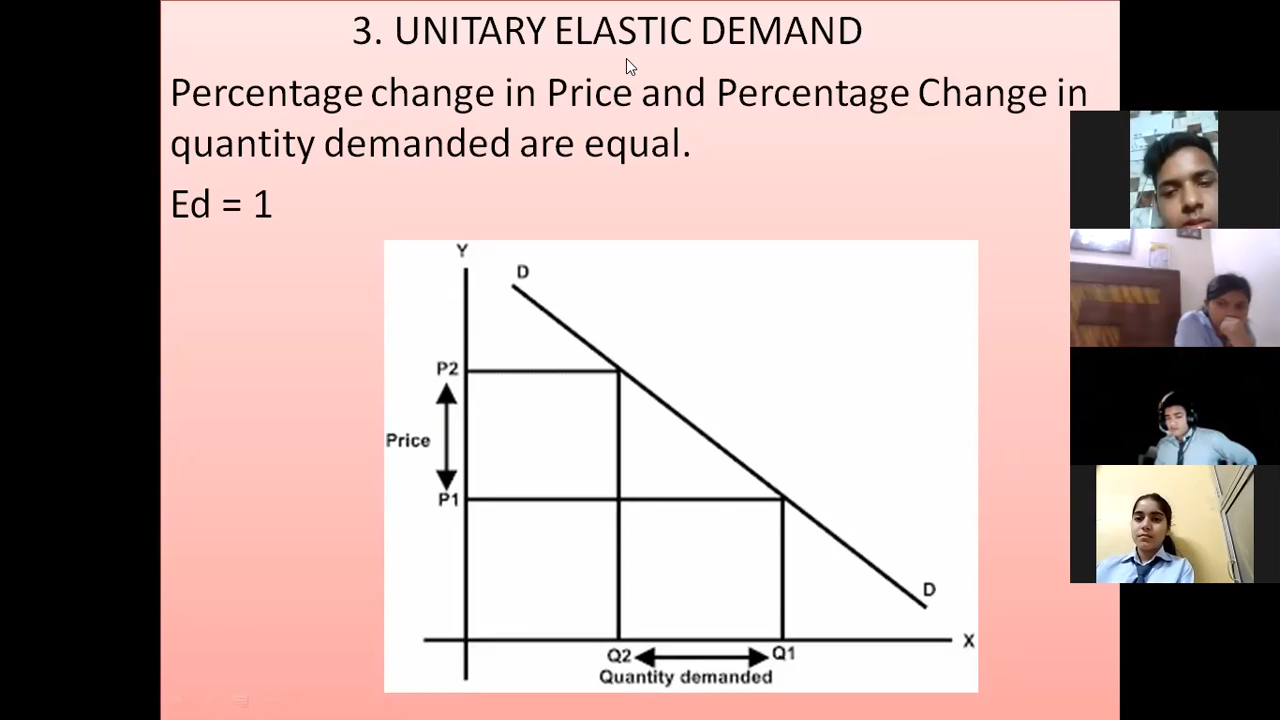 3. UNITARY ELASTIC DEMAND
Percentage change in Price and Percentage Change in
quantity demanded are equal.
Ed = 1
Y
D
P2
Price
P1
D
X
Q2
Q1
Quantity demanded